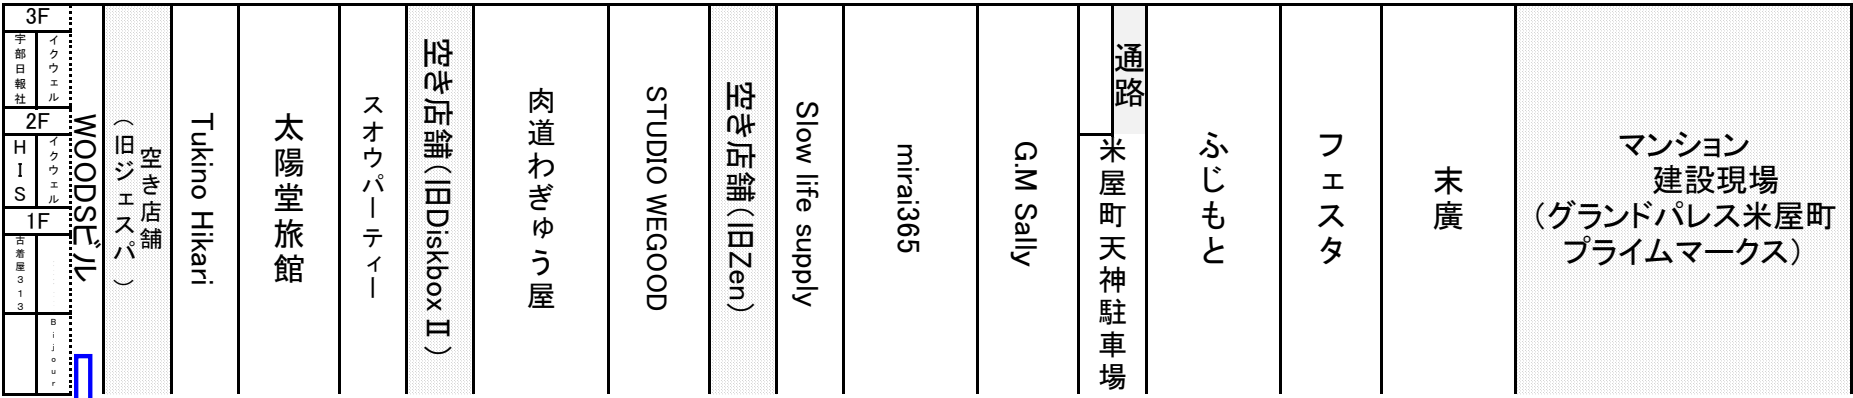 3F
宇部日報社
イクウェル
2F
HIS
イクウェル
1F
古着屋313
Bijour
WOODSビル
空き店舗
（旧ジェスパ）
Tukino Hikari
太陽堂旅館
スオウパーティー
空き店舗（旧DiskboxⅡ）
肉道わぎゅう屋
STUDIO WEGOOD
空き店舗（旧Zen）
Slow life supply
mirai365
G.M Sally
通路
米屋町天神駐車場
ふじもと
フェスタ
末廣
マンション
建設現場
（グランドパレス米屋町
プライムマークス）